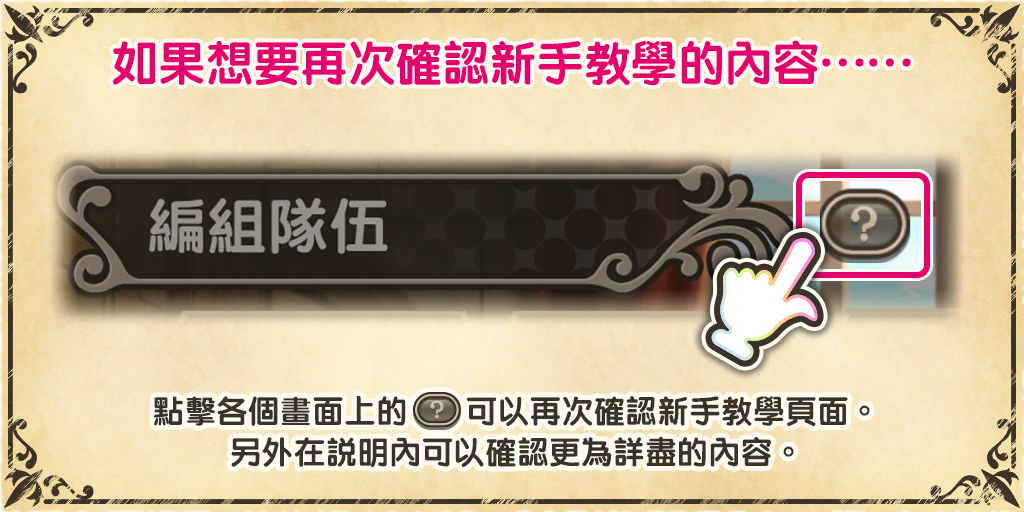 如果想要再次確認新手教學的內容……
編組隊伍
?
點擊各個畫面上的 ? 可以再次確認新手教學頁面。
另外在説明內可以確認更為詳盡的內容。